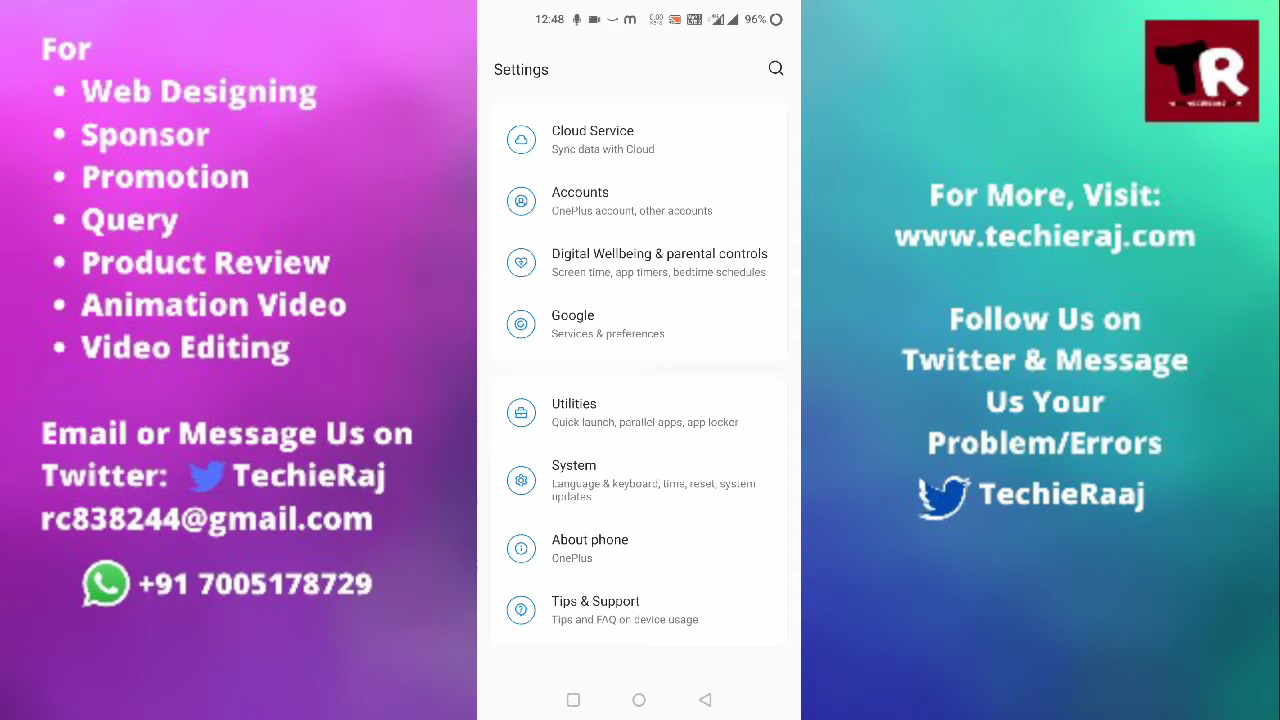 For
• Web Designing
• Sponsor
• Promotion
• Query
• Product Review
• Animation Video
• Video Editing
Email or Message Us on
Twitter: TechieRaj
rc838244@gmail.com
+91 7005178729
12:48
96%
Settings
Cloud Service
Sync data with Cloud
Accounts
OnePlus account, other accounts
Digital Wellbeing & parental controls
Screen time, app timers, bedtime schedules
Google
Services & preferences
Utilities
Quick launch, parallel apps, app locker
System
Language & keyboard, time, reset, system
updates
About phone
OnePlus
Tips & Support
Tips and FAQ on device usage
TR
For More, Visit:
www.techieraj.com
Follow Us on
Twitter & Message
Us Your
Problem/Errors
TechieRaaj